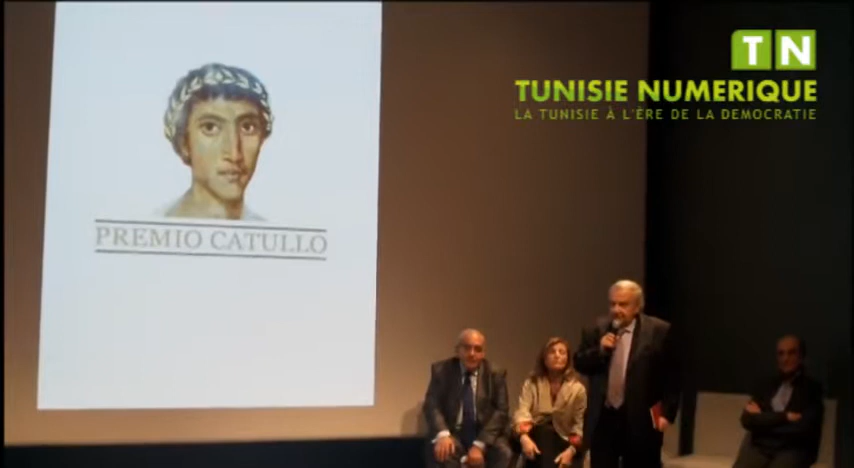 TN
TUNISIE NUMERIQUE
LA TUNISIE À L'ÈRE DE LA DEMOCRATIE
PREMIO CATULLO